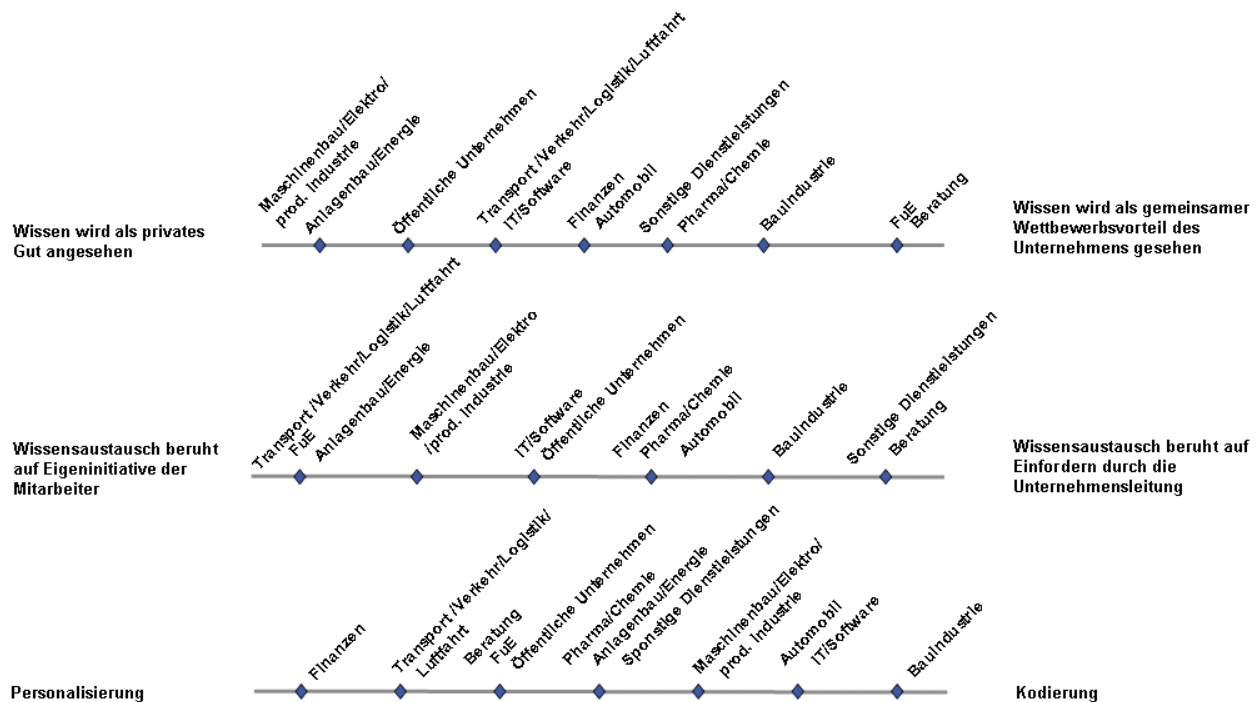 Wissen wird als privates
Gut angesehen
Maschinenbau/Elektro/
prod. Industrie
Anlagenbau/Energie
Öffentliche Unternehmen
Transport /Verkehr/Logistik/Luftfahrt
IT/Software
Finanzen
Automobil
Sonstige Dienstleistungen
Pharma/Chemie
Bauindustrie
FuE
Beratung
Wissen wird als gemeinsamer
Wettbewerbsvorteil des
Unternehmens gesehen
Wissensaustausch beruht
auf Eigeninitiative der
Mitarbeiter
Transport /Verkehr/Logistik/Luftfahrt
FuE
Anlagenbau/Energie
Maschinenbau/Elektro
/prod. Industrie
IT/Software
Öffentliche Unternehmen
Finanzen
Pharma/Chemie
Automobil
Bauindustrie
Sonstige Dienstleistungen
Beratung
Wissensaustausch beruht auf
Einfordern durch die
Unternehmensleitung
Personalisierung
Finanzen
Transport /Verkehr/Logistik/
Luftfahrt
Beratung
FuE
Öffentliche Unternehmen
Pharma/Chemie
Anlagenbau/Energie
Sponstige Dienstleistungen
Maschinenbau/Elektro/
prod. Industrie
Automobil
IT/Software
Bauindustrie
Kodierung